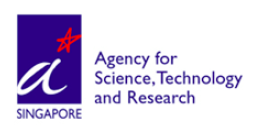 a
Agency for
Science, Technology
and Research
SINGAPORE